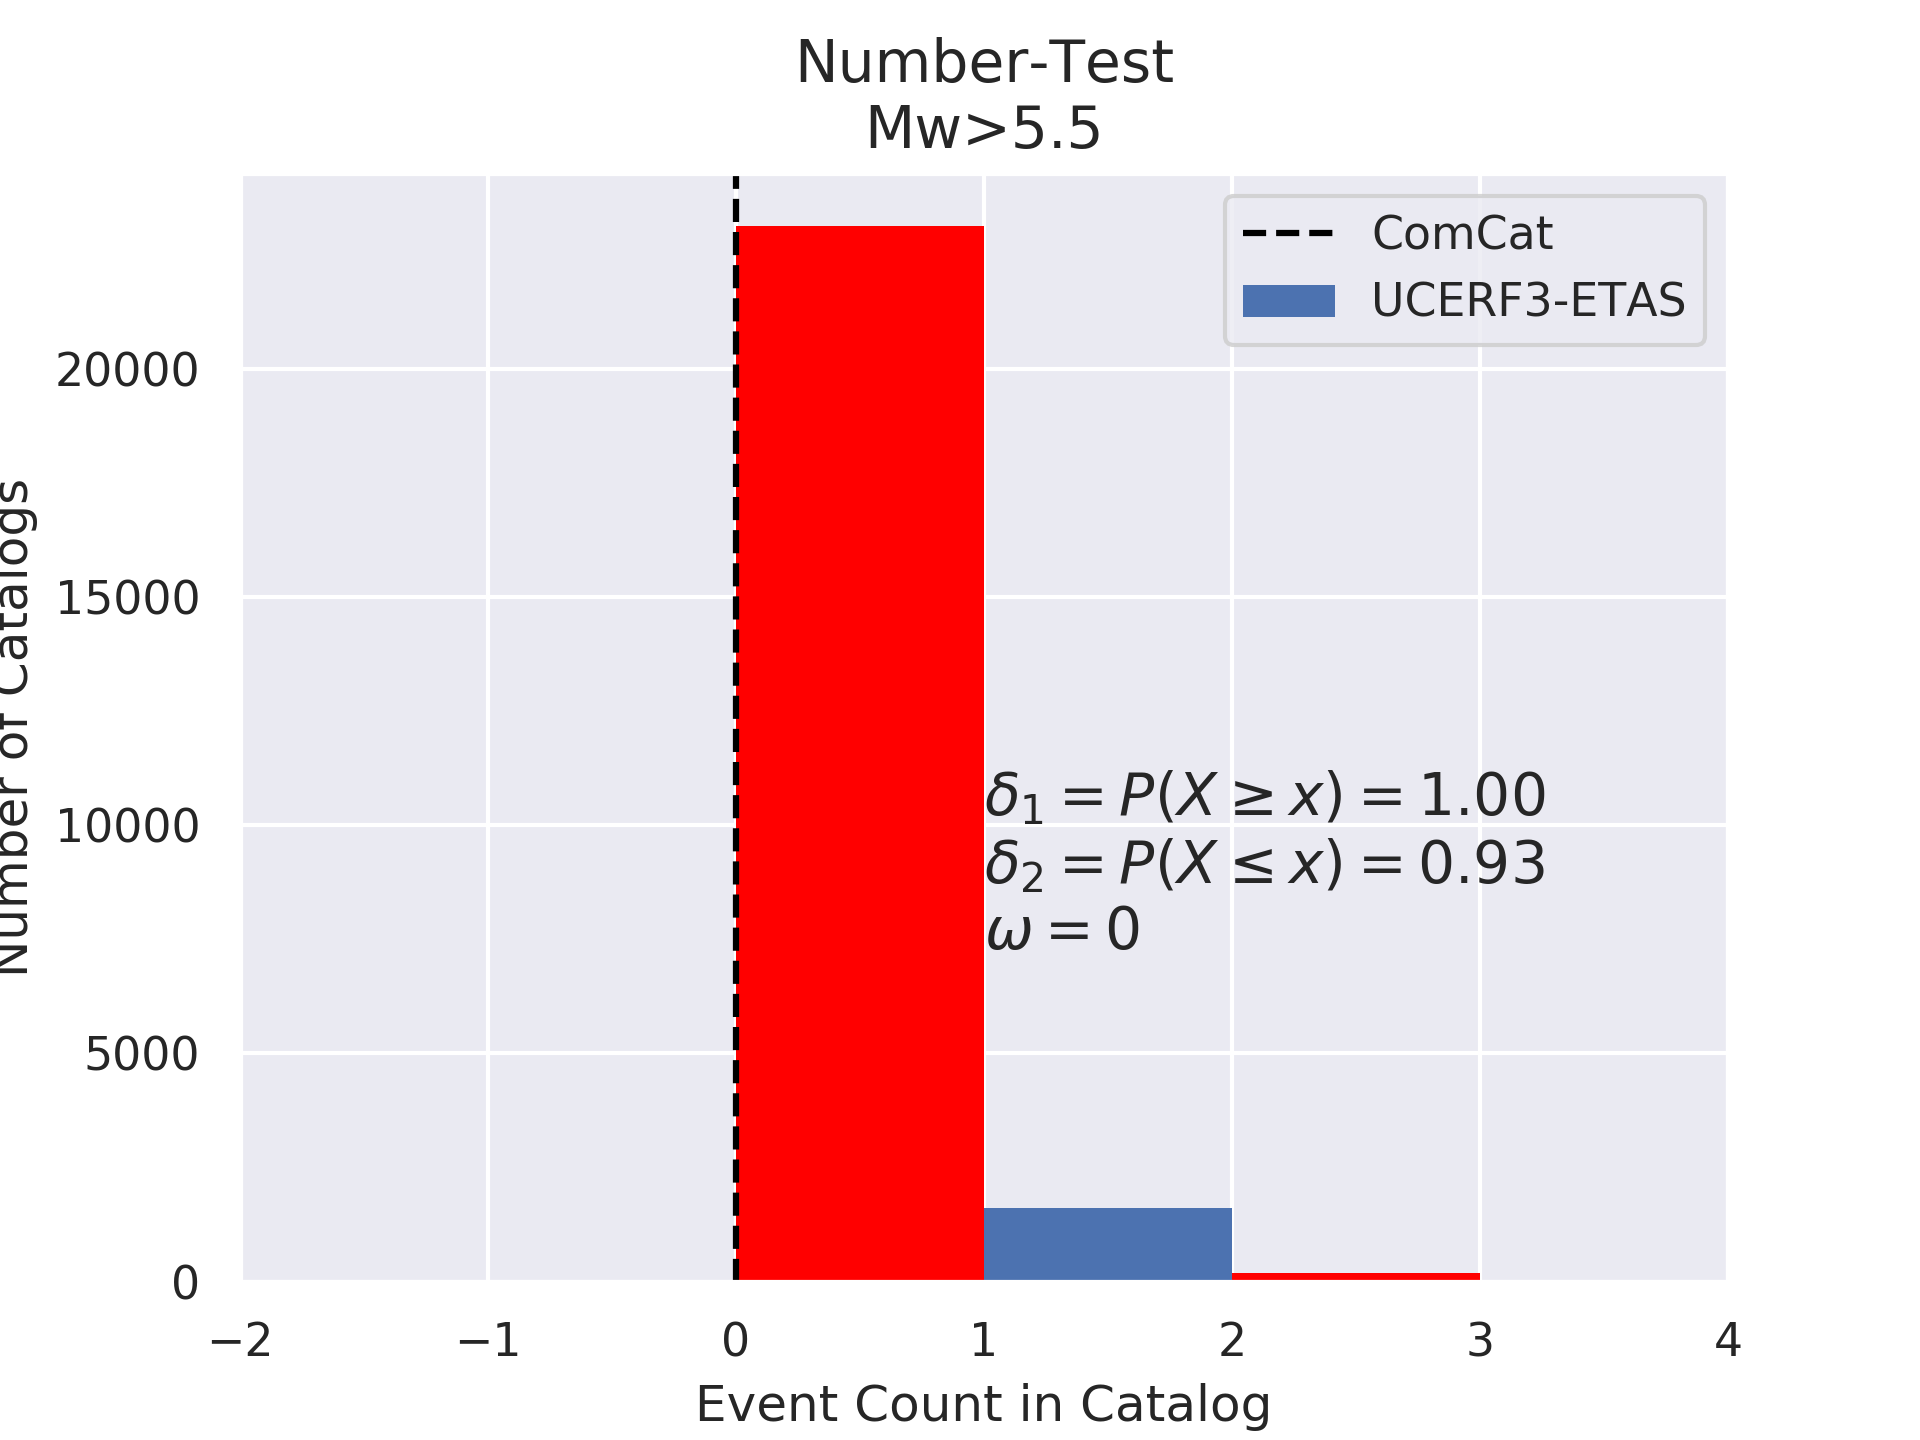 Number-Test
Mw>5.5
ComCat
UCERF3-ETAS
Number of Catalogs
20000
15000
10000
5000
0
δ₁ = P(X ≥ x) = 1.00
δ₂ = P(X ≤ x) = 0.93
ω = 0
−2 −1 0 1 2 3 4
Event Count in Catalog